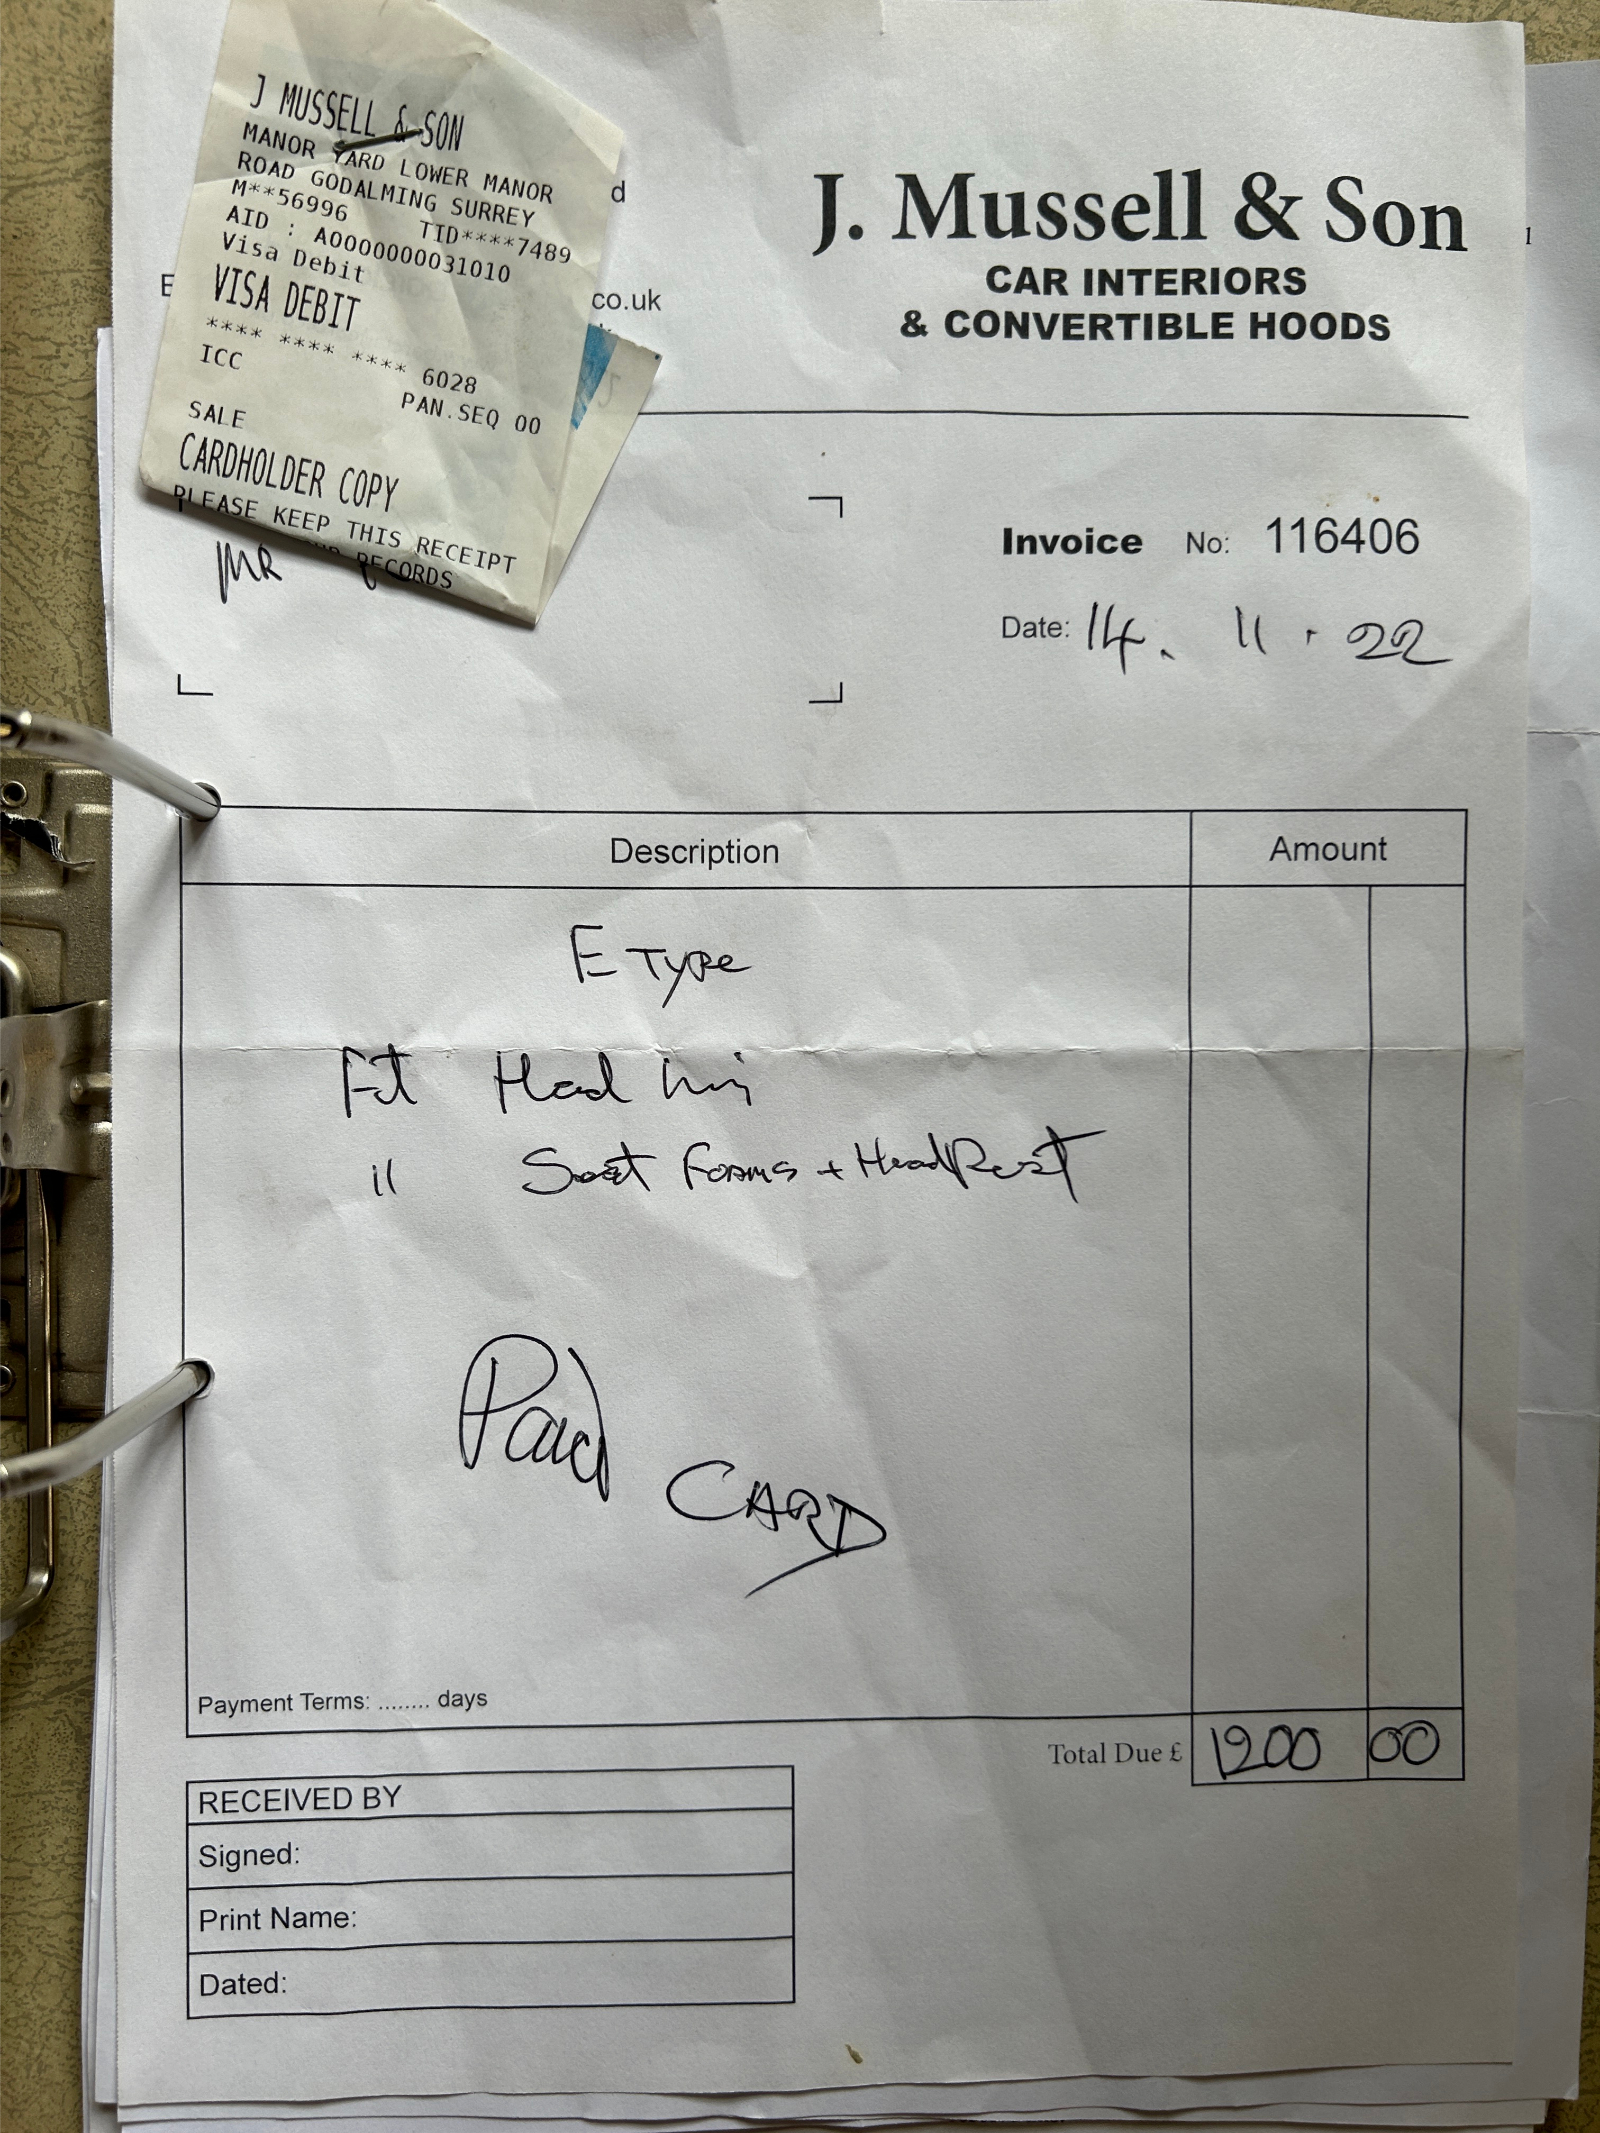 J MUSSELL & SON
MANOR YARD LOWER MANOR
ROAD GODALMING SURREY
M**56996 TID****7489
AID : A0000000031010
Visa Debit
VISA DEBIT
**** **** **** 6028
ICC PAN.SEQ 00
SALE
CARDHOLDER COPY
PLEASE KEEP THIS RECEIPT
RECORDS
d
E
co.uk
J. Mussell & Son
CAR INTERIORS
& CONVERTIBLE HOODS
MR
Invoice No: 116406
Date: 14. 11. 22
Description Amount
E TYPE
Fit Head lining
" Seat Foams + HeadRest
Paid
CARD
Payment Terms: ........ days
Total Due £ 1200 00
RECEIVED BY
Signed:
Print Name:
Dated: